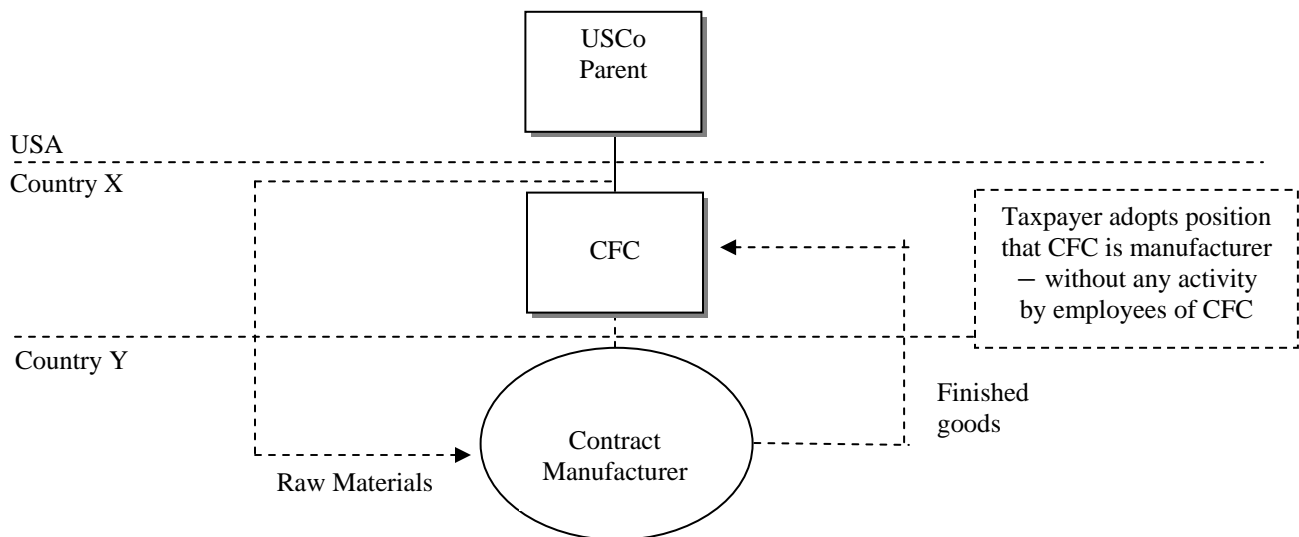 USCo
Parent
USA
Country X
CFC
Taxpayer adopts position
that CFC is manufacturer
— without any activity
by employees of CFC
Country Y
Finished
goods
Contract
Manufacturer
Raw Materials